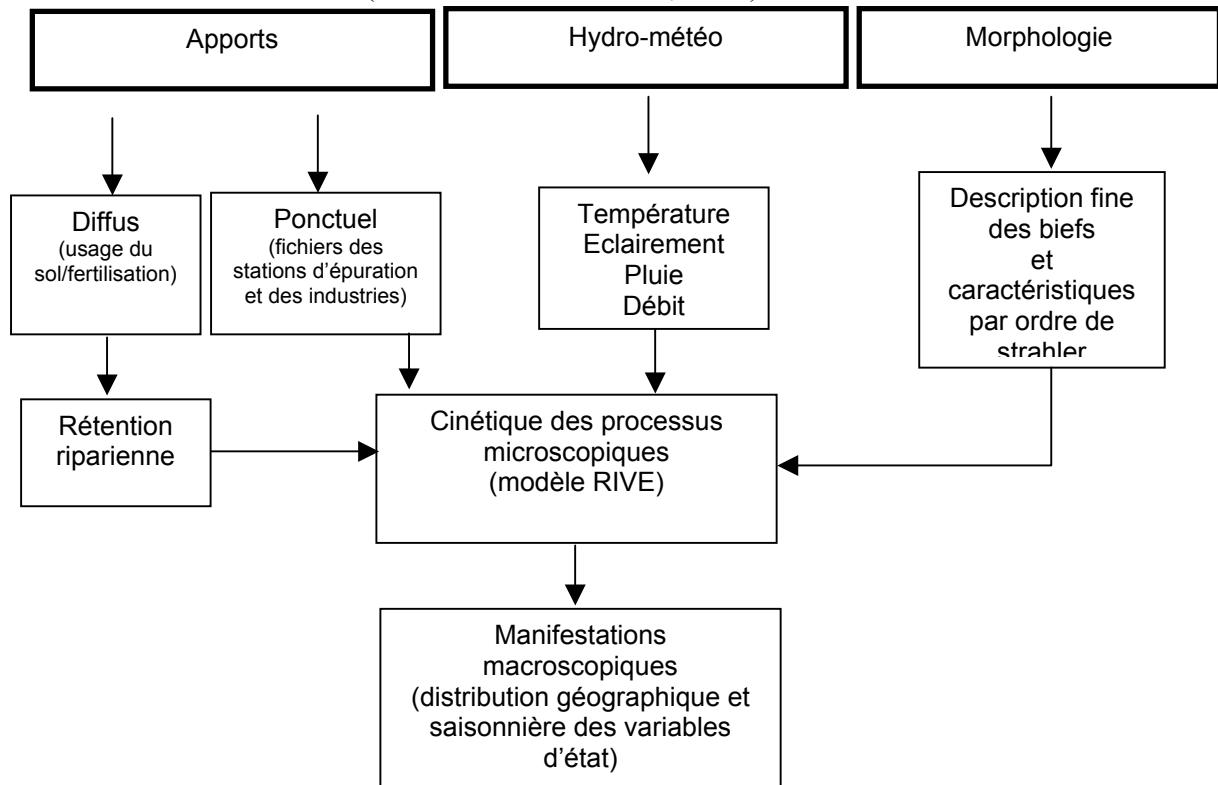 Apports
Hydro-météo
Morphologie
Diffus
(usage du
sol/fertilisation)
Ponctuel
(fichiers des
stations d'épuration
et des industries)
Température
Eclairement
Pluie
Débit
Description fine
des biefs
et
caractéristiques
par ordre de
strahler
Rétention
riparienne
Cinétique des processus
microscopiques
(modèle RIVE)
Manifestations
macroscopiques
(distribution géographique et
saisonnière des variables
d'état)